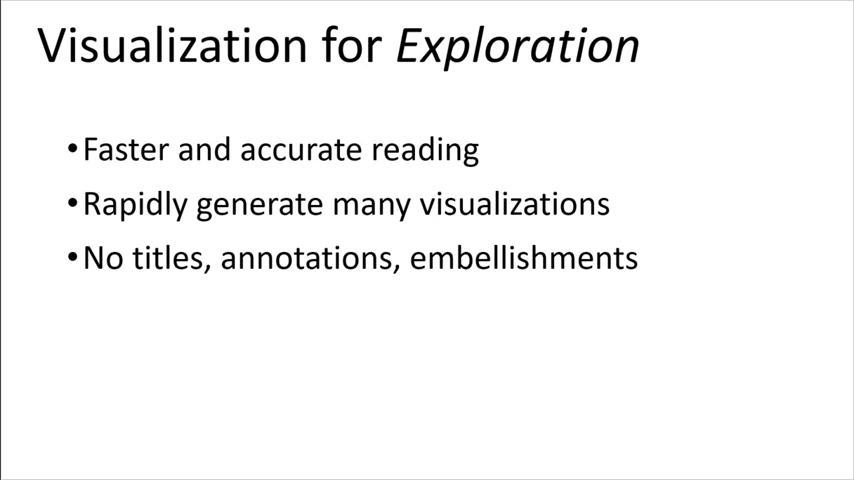 Visualization for Exploration
•Faster and accurate reading
•Rapidly generate many visualizations
•No titles, annotations, embellishments